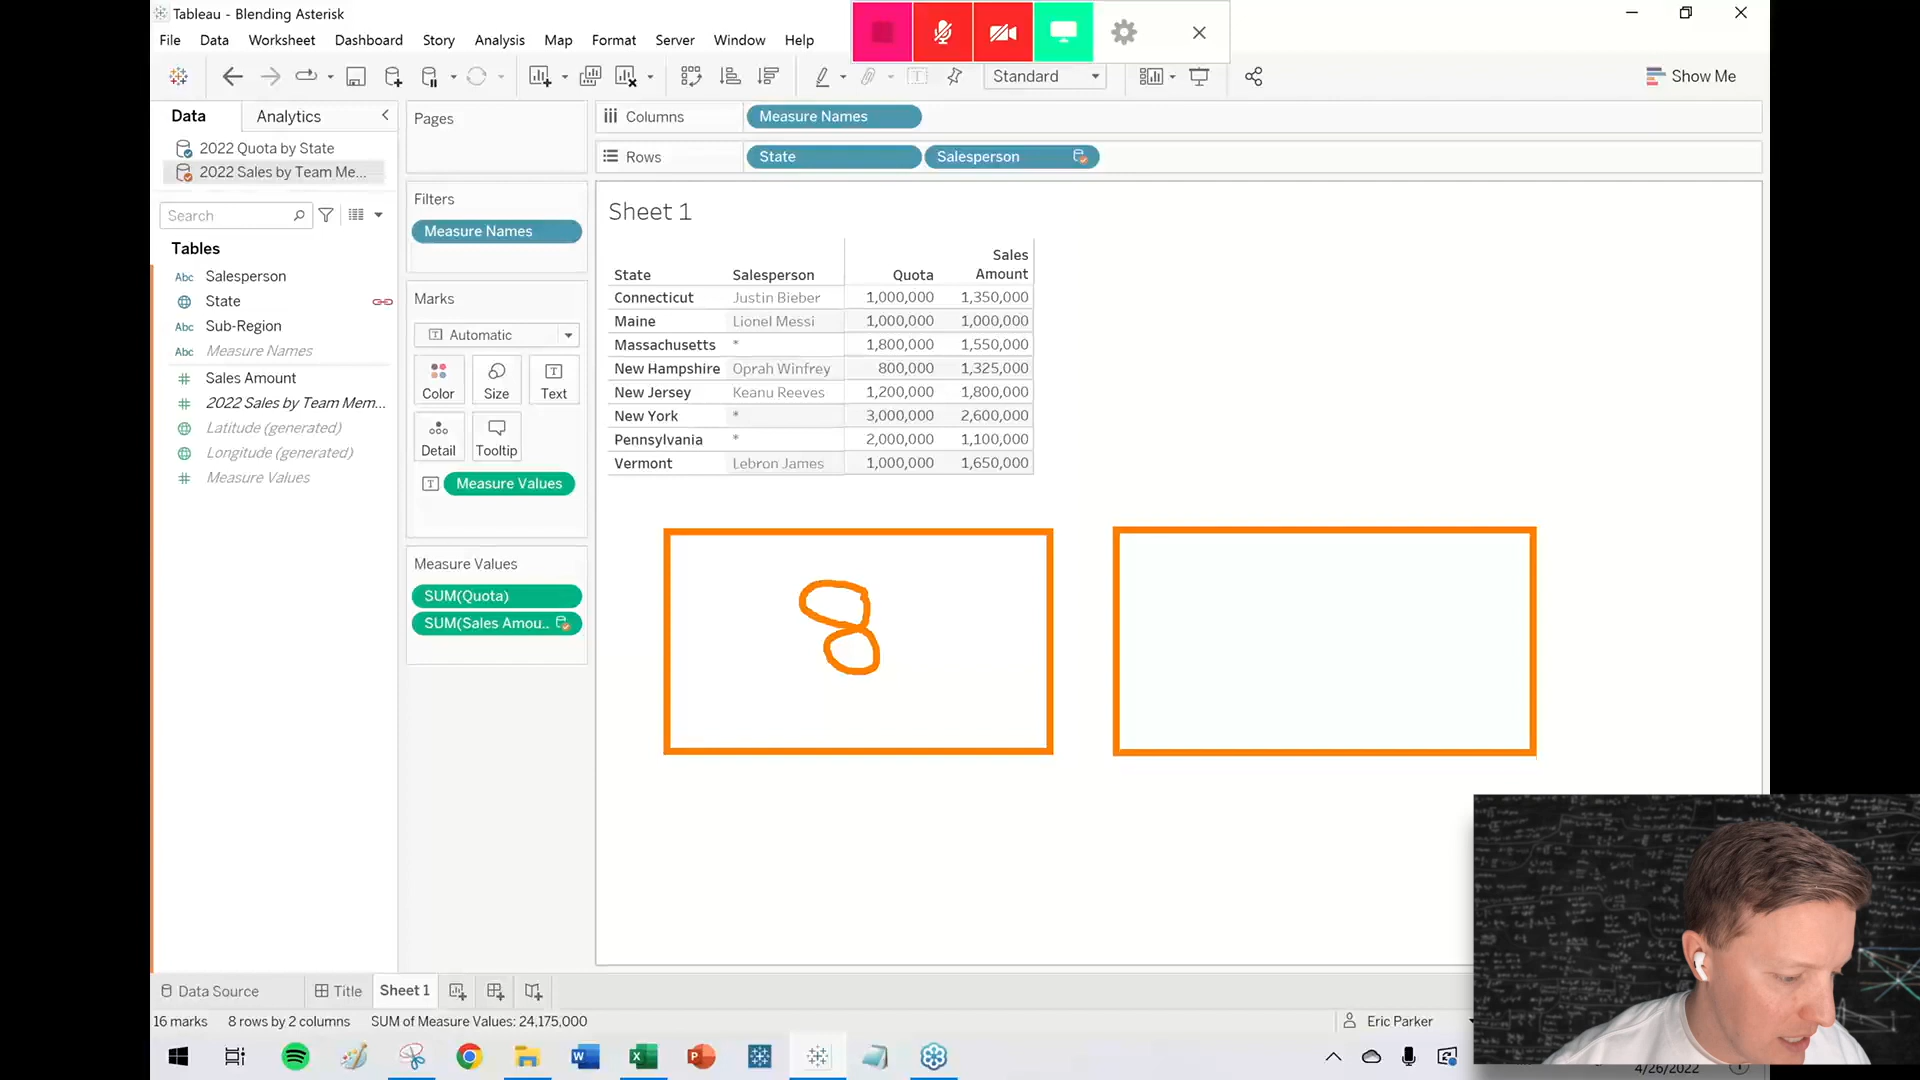 Tableau - Blending Asterisk
File Data Worksheet Dashboard Story Analysis Map Format Server Window Help
Standard
Show Me
Data Analytics
2022 Quota by State
2022 Sales by Team Me...
Search
Tables
Abc Salesperson
State
Abc Sub-Region
Abc Measure Names
# Sales Amount
# 2022 Sales by Team Mem...
Latitude (generated)
Longitude (generated)
# Measure Values
Pages
Filters
Measure Names
Marks
Automatic
Color Size Text
Detail Tooltip
Measure Values
Measure Values
SUM(Quota)
SUM(Sales Amou..
Columns Measure Names
Rows State Salesperson
Sheet 1
State Salesperson Quota Sales Amount
Connecticut Justin Bieber 1,000,000 1,350,000
Maine Lionel Messi 1,000,000 1,000,000
Massachusetts * 1,800,000 1,550,000
New Hampshire Oprah Winfrey 800,000 1,325,000
New Jersey Keanu Reeves 1,200,000 1,800,000
New York * 3,000,000 2,600,000
Pennsylvania * 2,000,000 1,100,000
Vermont Lebron James 1,000,000 1,650,000
8
Data Source Title Sheet 1
16 marks 8 rows by 2 columns SUM of Measure Values: 24,175,000
Eric Parker
4/26/2022